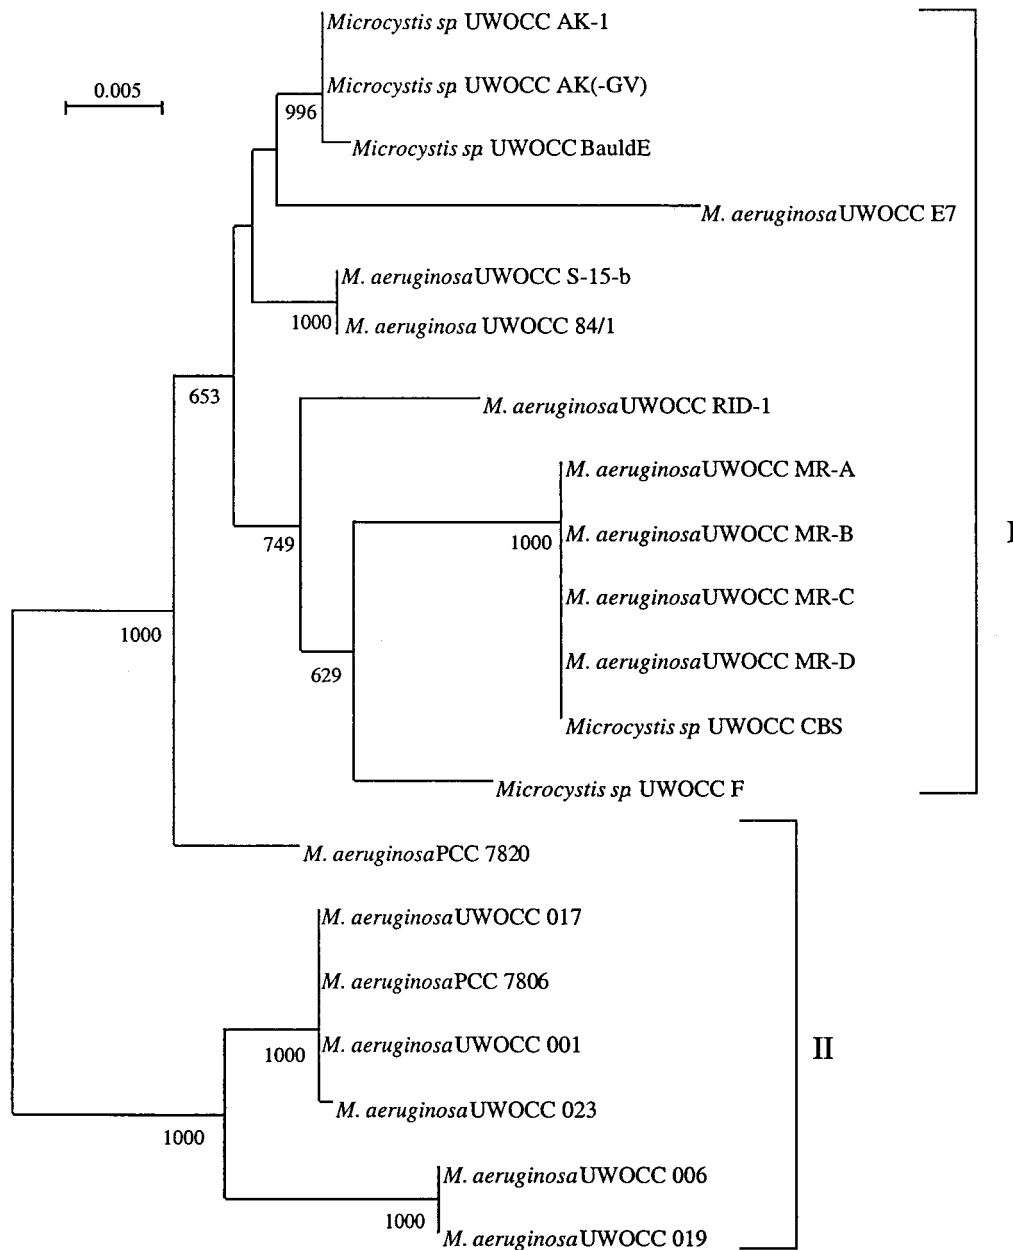 Microcystis sp. UWOCC AK-1
0.005
Microcystis sp. UWOCC AK(-GV)
996
Microcystis sp. UWOCC BauldE
M. aeruginosa UWOCC E7
M. aeruginosa UWOCC S-15-b
1000
M. aeruginosa UWOCC 84/1
653
M. aeruginosa UWOCC RID-1
M. aeruginosa UWOCC MR-A
M. aeruginosa UWOCC MR-B
I
749
1000
M. aeruginosa UWOCC MR-C
1000
M. aeruginosa UWOCC MR-D
629
Microcystis sp. UWOCC CBS
Microcystis sp. UWOCC F
M. aeruginosa PCC 7820
M. aeruginosa UWOCC 017
M. aeruginosa PCC 7806
M. aeruginosa UWOCC 001
II
1000
M. aeruginosa UWOCC 023
1000
M. aeruginosa UWOCC 006
1000
M. aeruginosa UWOCC 019